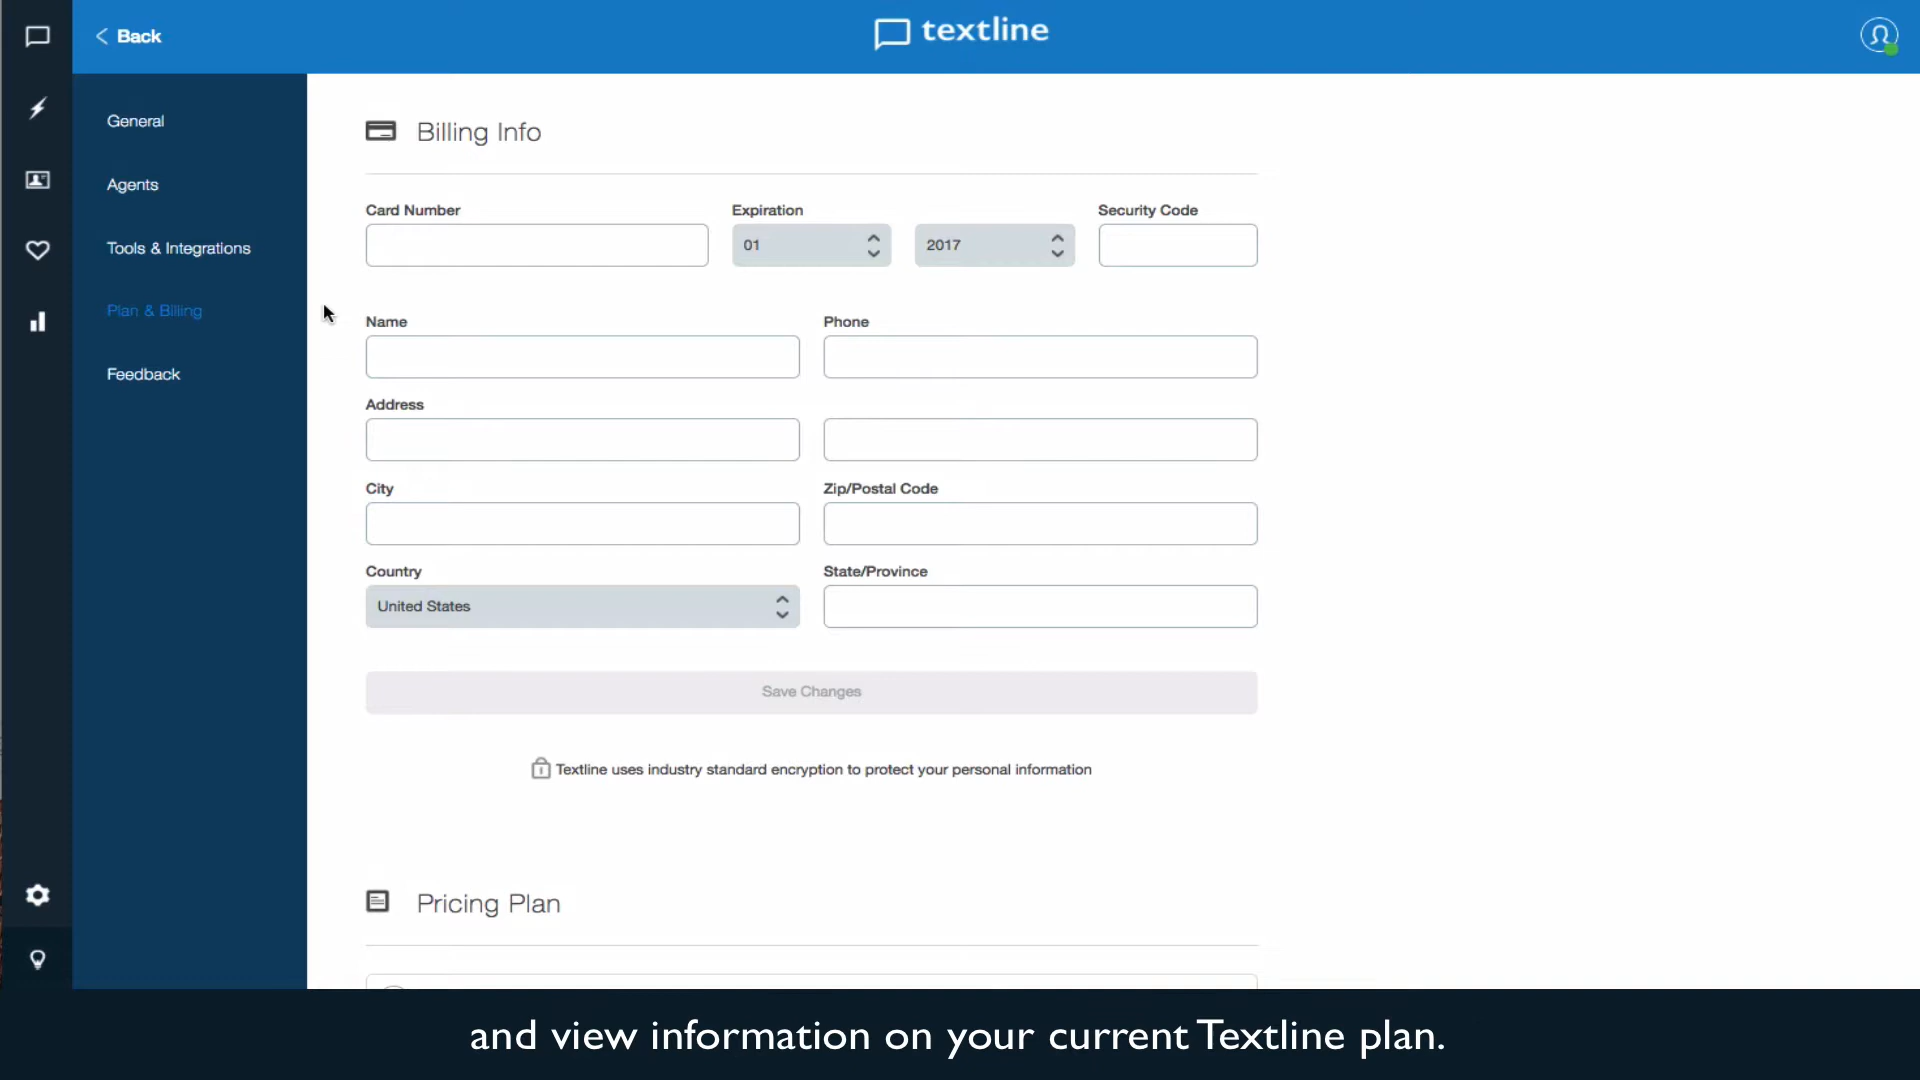 Back
textline
General
Agents
Tools & Integrations
Plan & Billing
Feedback
Billing Info
Card Number
Expiration
Security Code
01
2017
Name
Phone
Address
City
Zip/Postal Code
Country
State/Province
United States
Save Changes
Textline uses industry standard encryption to protect your personal information
Pricing Plan
and view information on your current Textline plan.